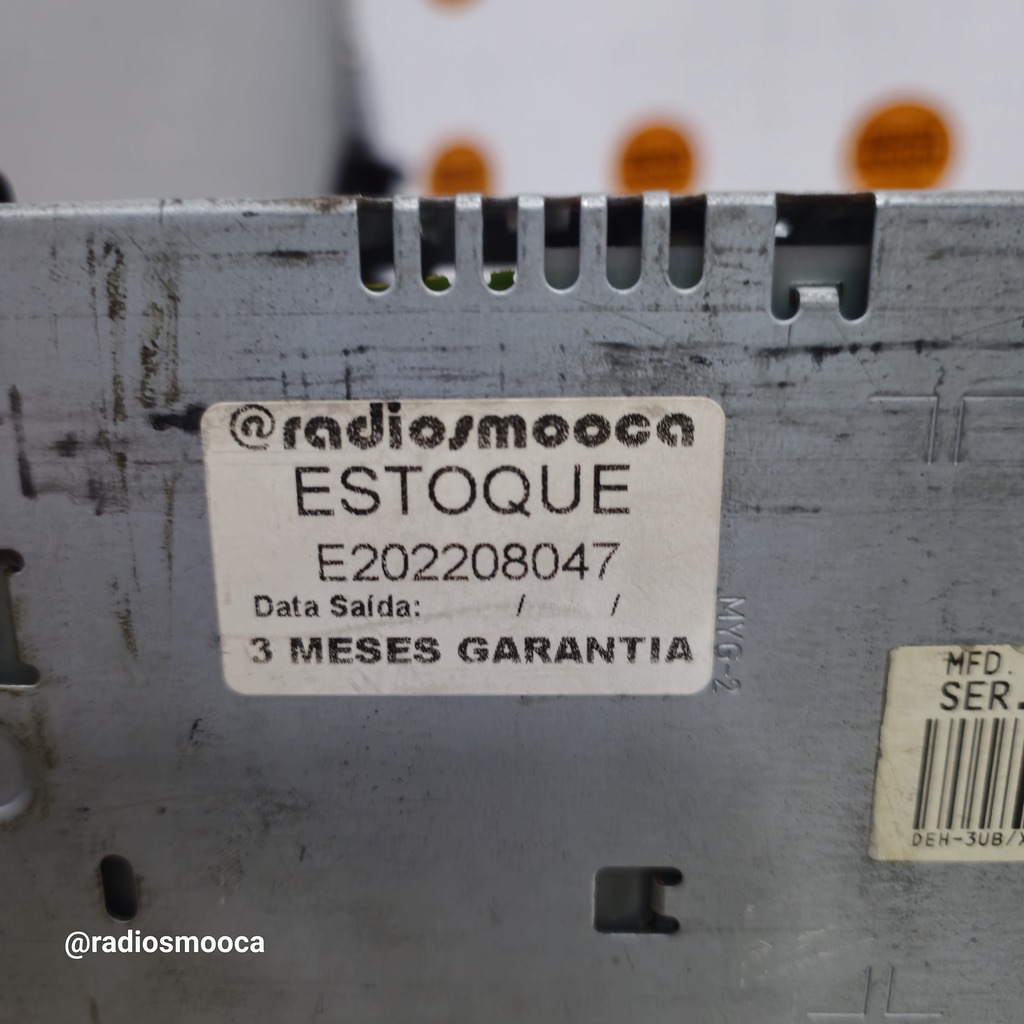 @radiosmooca
ESTOQUE
E202208047
Data Saída: / /
3 MESES GARANTIA
MYG-2
MFD.
SER.
DEH-3UB/X
@radiosmooca